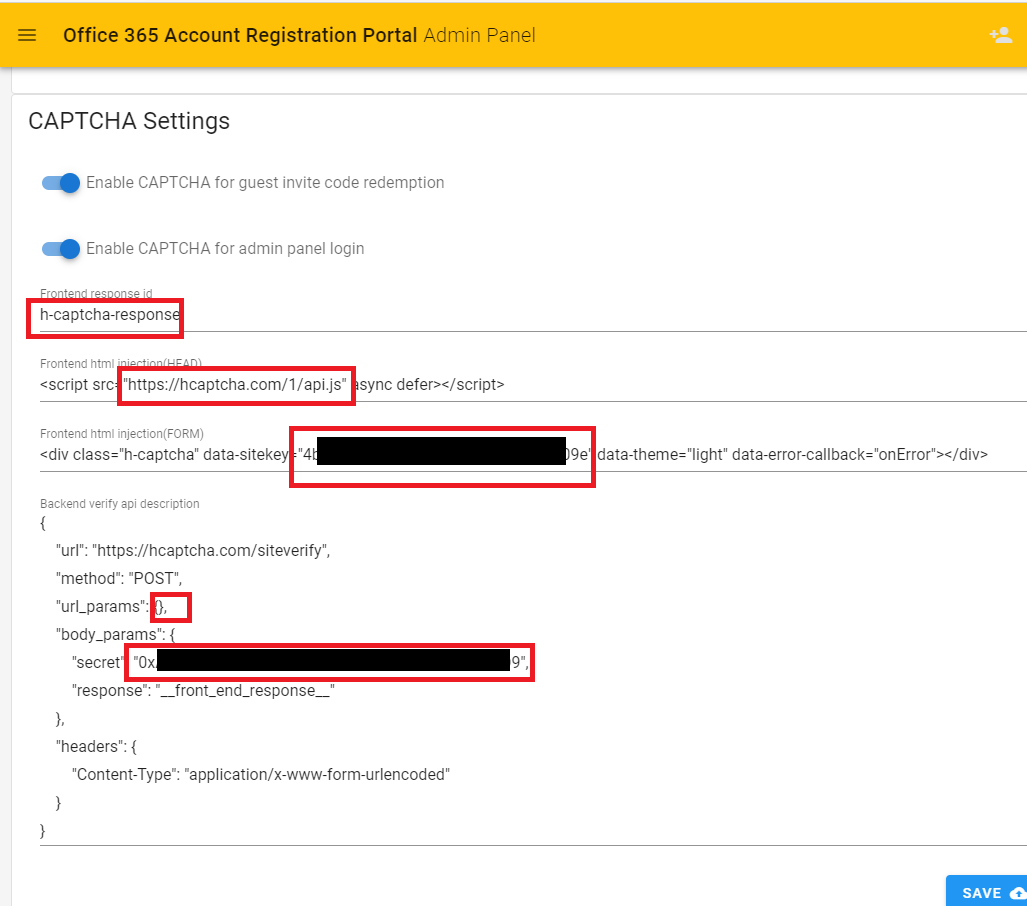 Office 365 Account Registration Portal Admin Panel
CAPTCHA Settings
Enable CAPTCHA for guest invite code redemption
Enable CAPTCHA for admin panel login
Frontend response id
h-captcha-response
Frontend html injection(HEAD)
<script src="https://hcaptcha.com/1/api.js" async defer></script>
Frontend html injection(FORM)
<div class="h-captcha" data-sitekey="4b 09e" data-theme="light" data-error-callback="onError"></div>
Backend verify api description
{
"url": "https://hcaptcha.com/siteverify",
"method": "POST",
"url_params": {},
"body_params": {
"secret": "0x 9",
"response": "__front_end_response__"
},
"headers": {
"Content-Type": "application/x-www-form-urlencoded"
}
}
SAVE